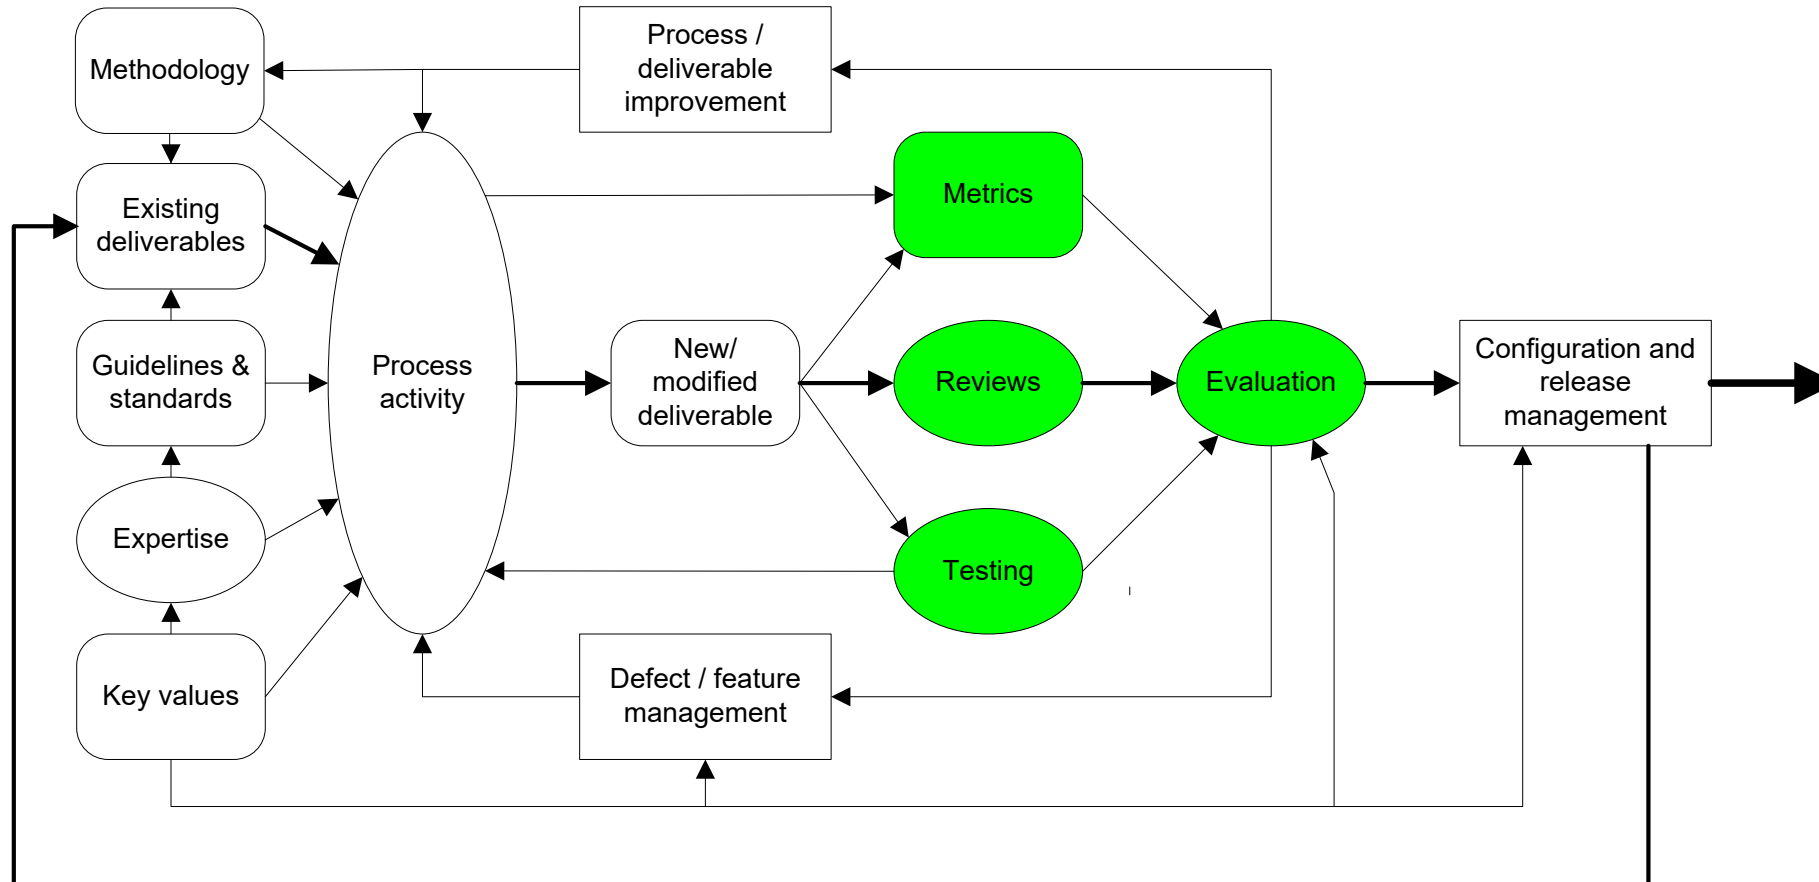 Methodology
Process /
deliverable
improvement
Existing
deliverables
Metrics
Guidelines &
standards
Process
activity
New/
modified
deliverable
Reviews
Evaluation
Configuration and
release
management
Expertise
Testing
Key values
Defect / feature
management